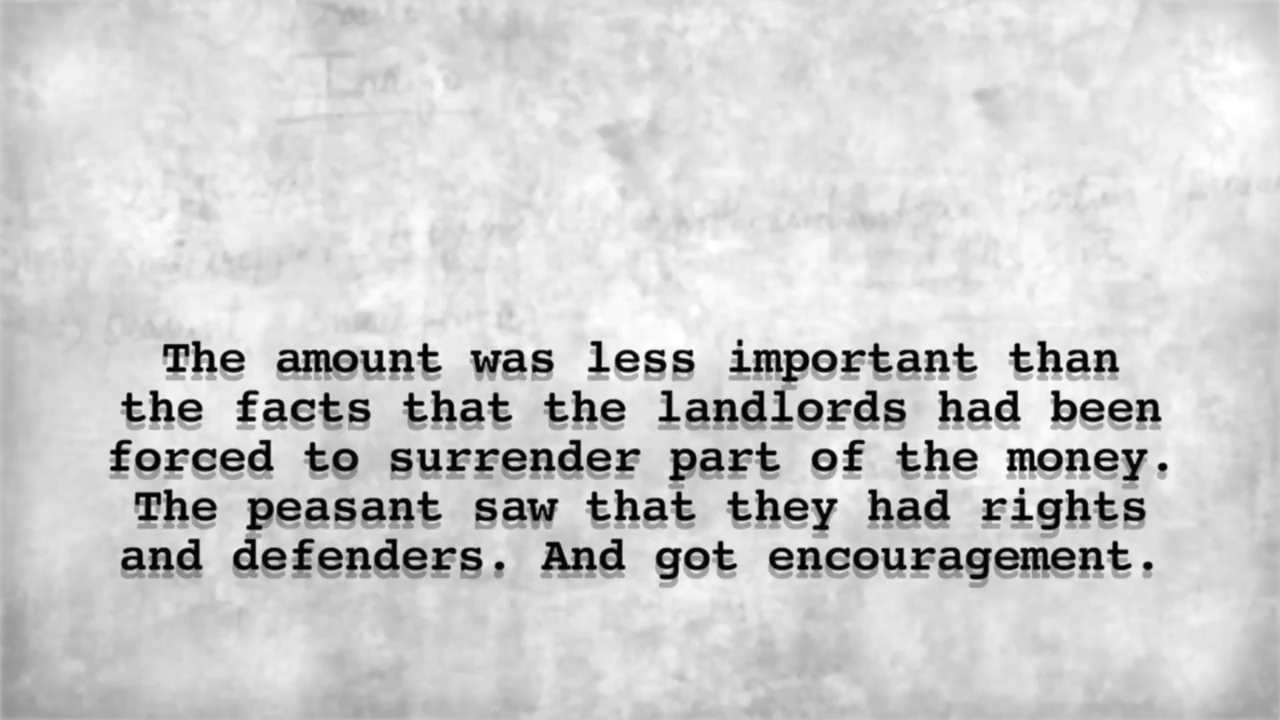 The amount was less important than
the facts that the landlords had been
forced to surrender part of the money.
The peasant saw that they had rights
and defenders. And got encouragement.